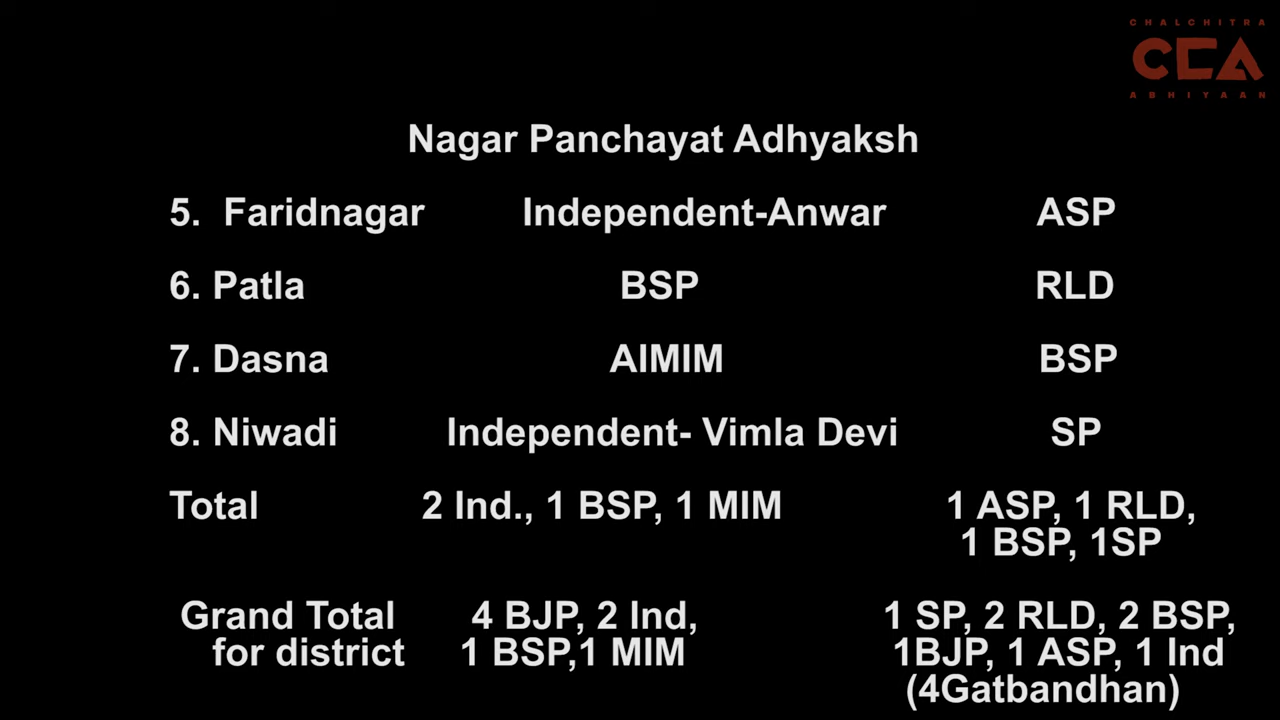 CHALCHITRA
CCA
ABHIYAAN
Nagar Panchayat Adhyaksh
5. Faridnagar Independent-Anwar ASP
6. Patla BSP RLD
7. Dasna AIMIM BSP
8. Niwadi Independent- Vimla Devi SP
Total 2 Ind., 1 BSP, 1 MIM 1 ASP, 1 RLD,
1 BSP, 1SP
Grand Total 4 BJP, 2 Ind, 1 SP, 2 RLD, 2 BSP,
for district 1 BSP,1 MIM 1BJP, 1 ASP, 1 Ind
(4Gatbandhan)